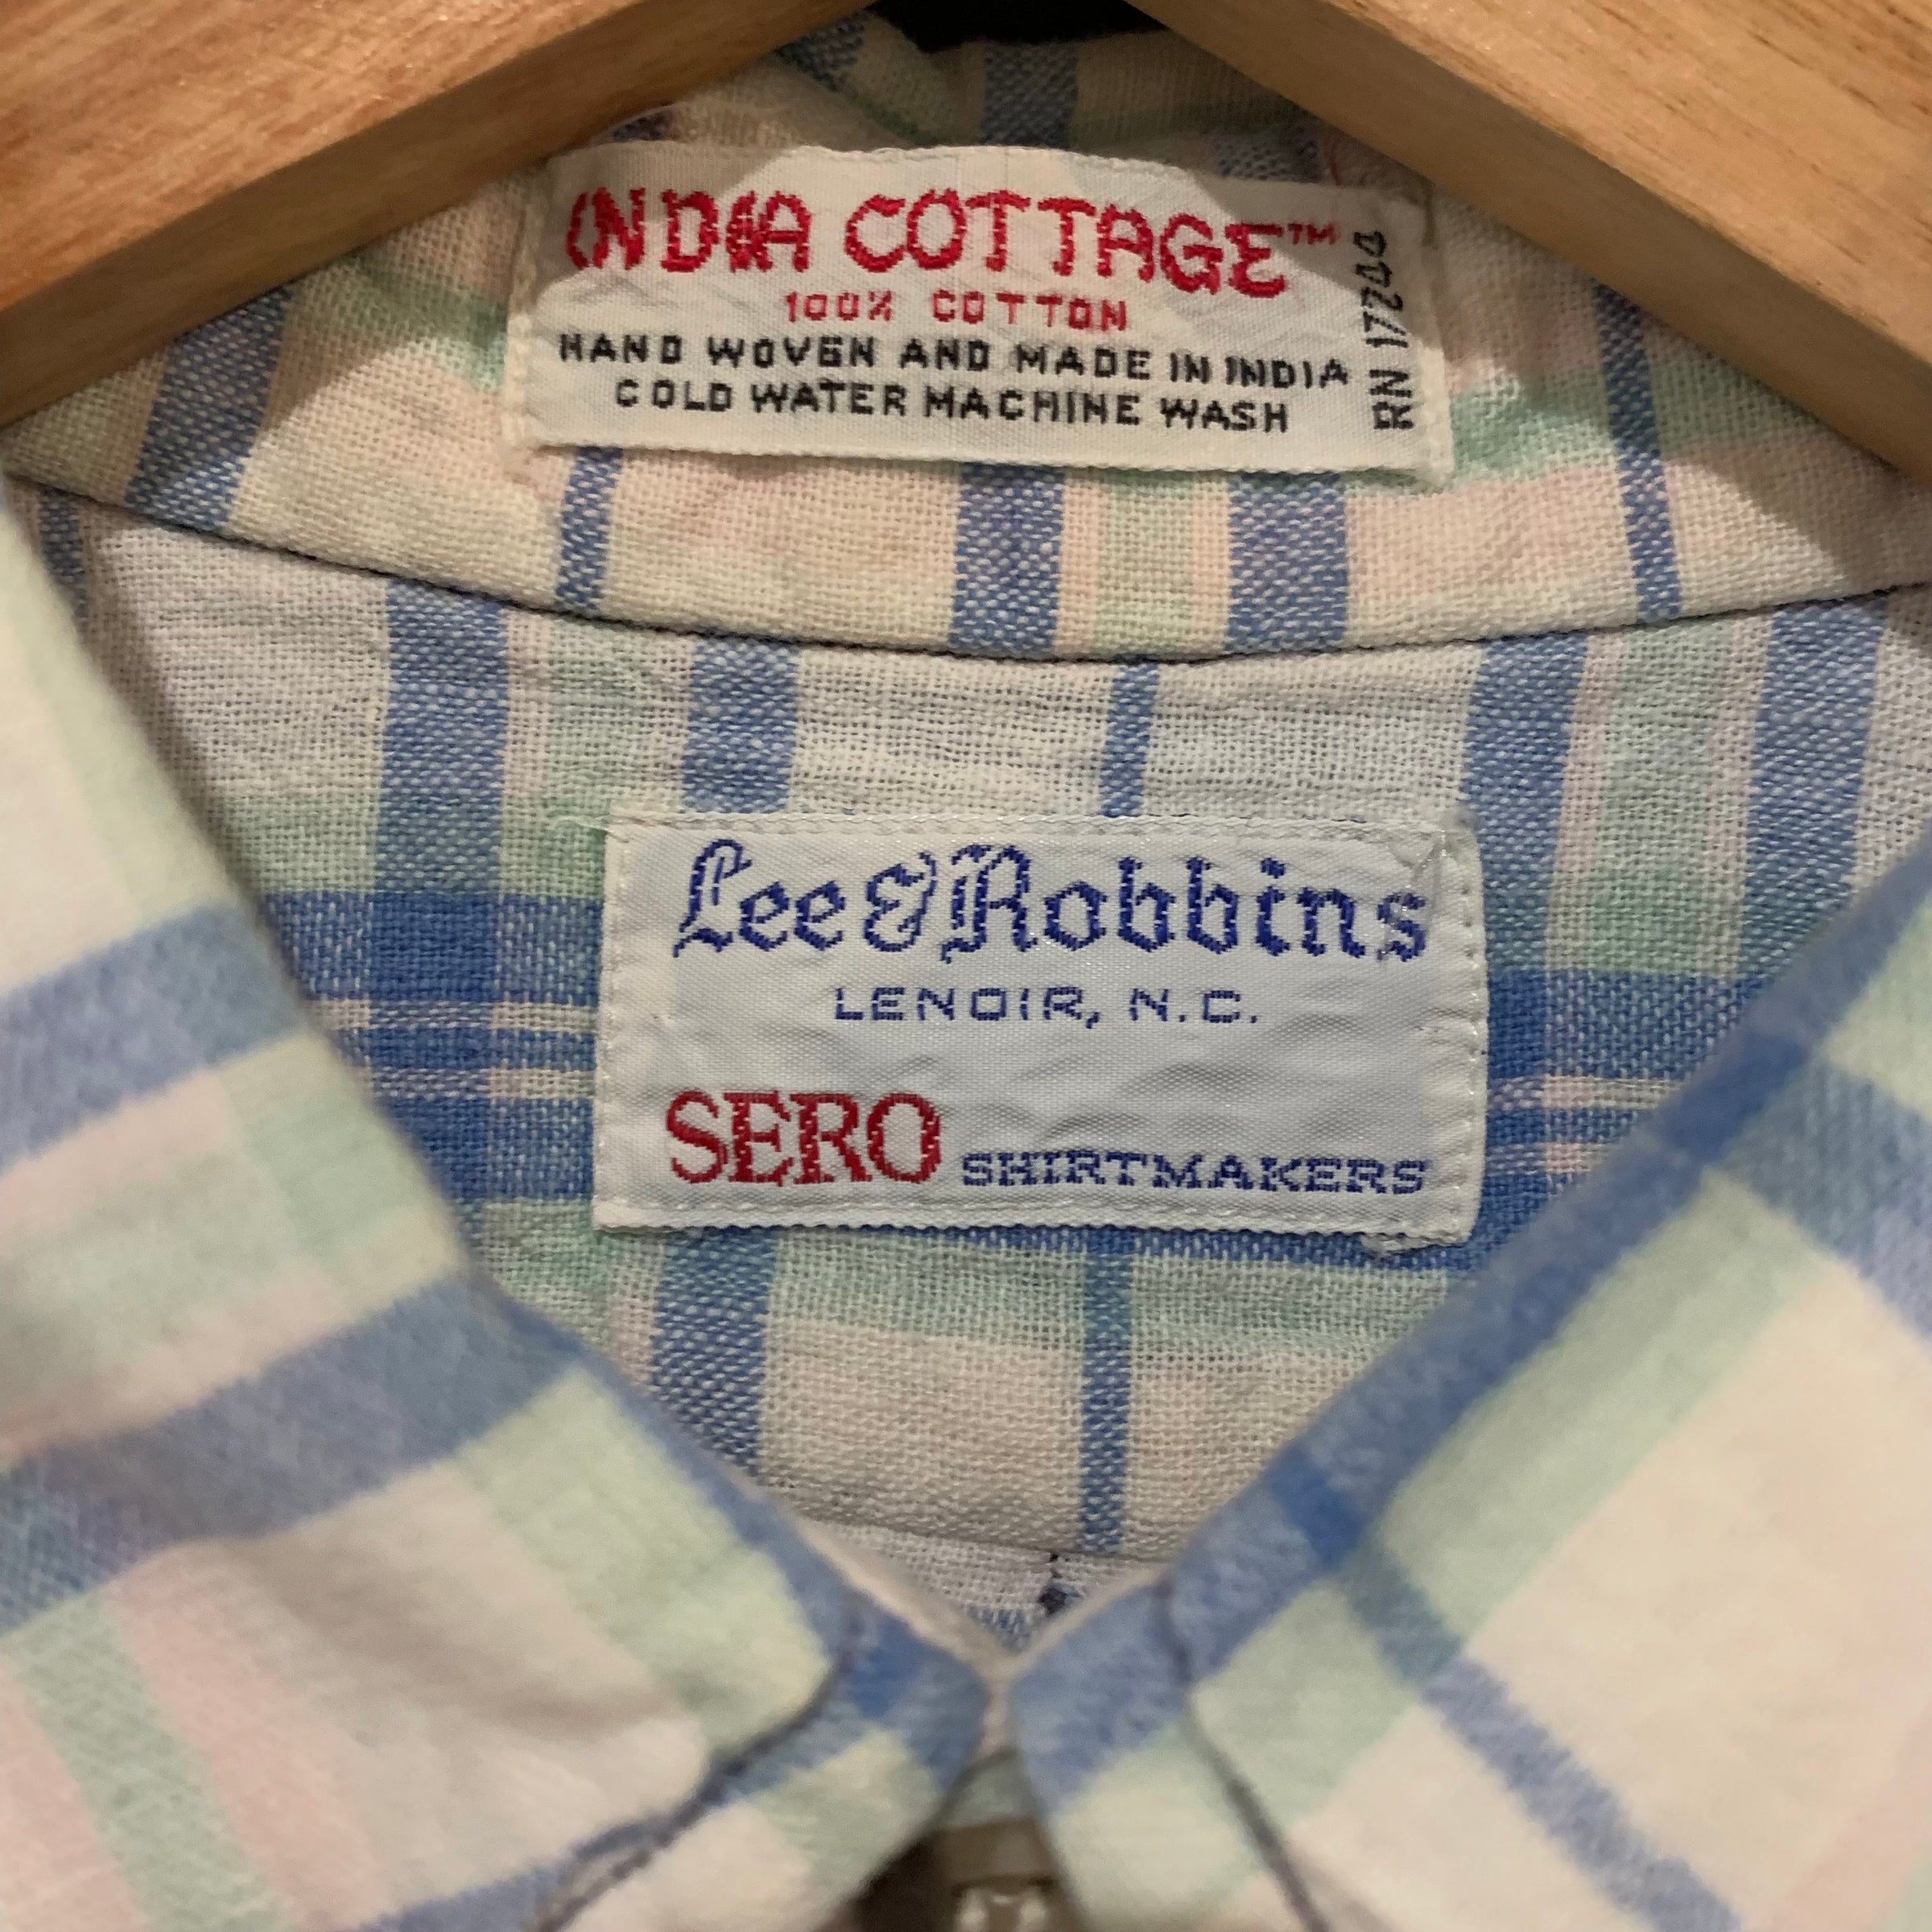 INDIA COTTAGE™
100% COTTON
HAND WOVEN AND MADE IN INDIA
COLD WATER MACHINE WASH
RN 17244
Lee & Robbins
LENOIR, N.C.
SERO SHIRTMAKERS